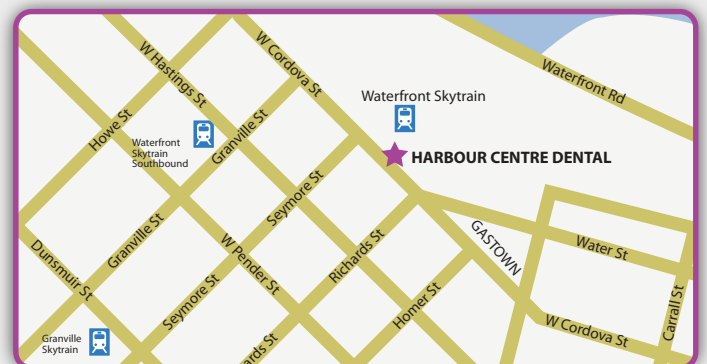 W Cordova St
W Hastings St
Waterfront Rd
Waterfront Skytrain
Howe St
Granville St
Waterfront
Skytrain
Southbound
HARBOUR CENTRE DENTAL
Seymore St
Granville St
Richards St
GASTOWN
Water St
W Pender St
Dunsmuir St
Seymore St
Homer St
Carrall St
W Cordova St
Granville
Skytrain
ards St